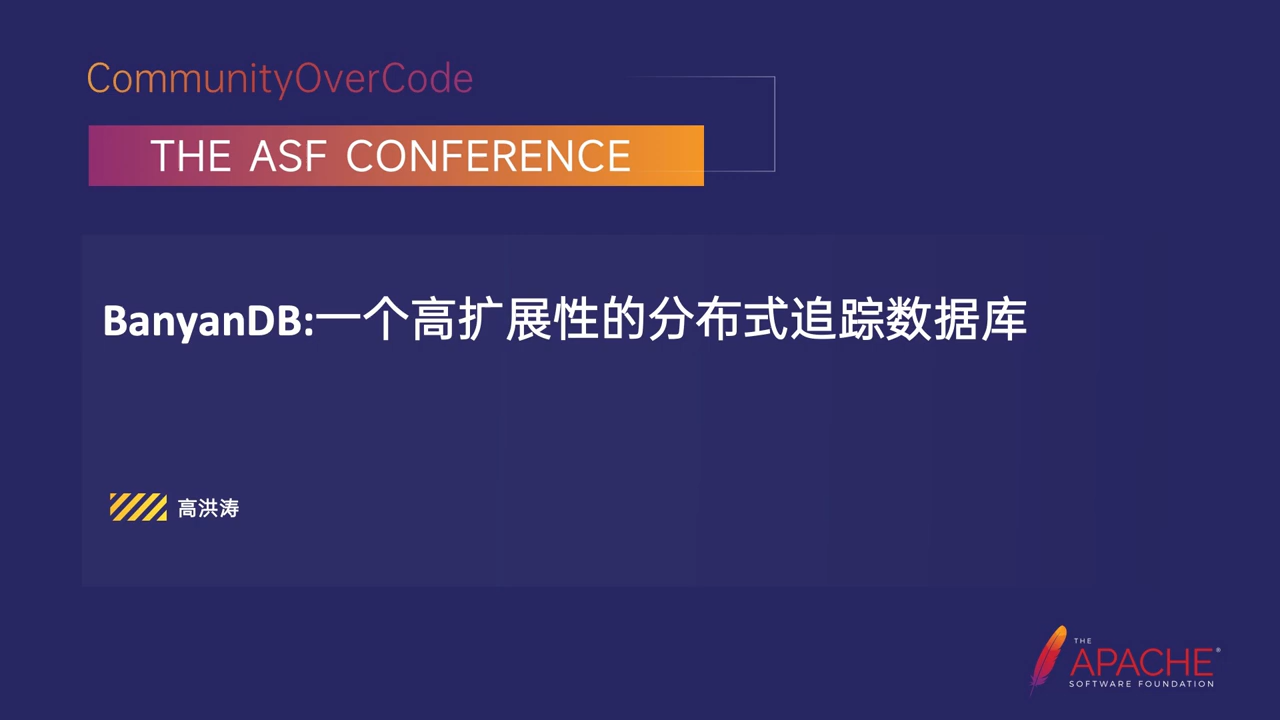 CommunityOverCode
THE ASF CONFERENCE
BanyanDB:一个高扩展性的分布式追踪数据库
高洪涛
THE
APACHE®
SOFTWARE FOUNDATION